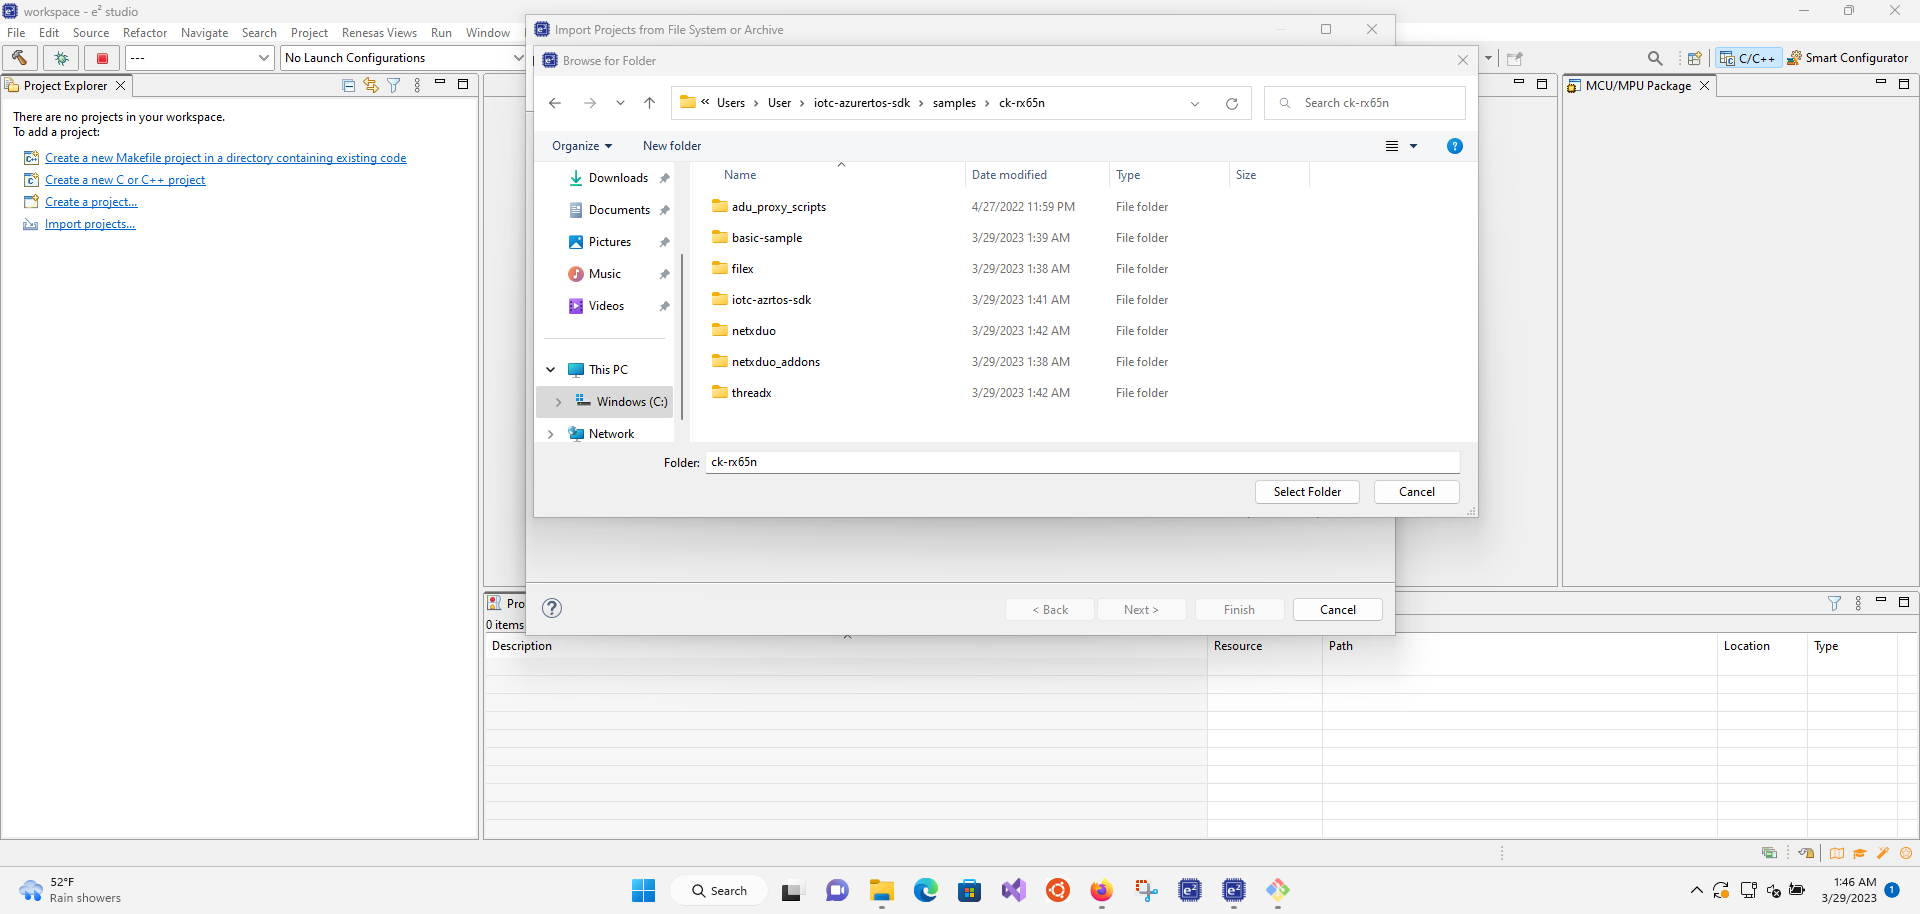 workspace - e² studio
File Edit Source Refactor Navigate Search Project Renesas Views Run Window
--- No Launch Configurations
C/C++ Smart Configurator
Project Explorer
There are no projects in your workspace.
To add a project:
Create a new Makefile project in a directory containing existing code
Create a new C or C++ project
Create a project...
Import projects...
Import Projects from File System or Archive
Browse for Folder
« Users > User > iotc-azurertos-sdk > samples > ck-rx65n
Search ck-rx65n
Organize New folder
Downloads
Documents
Pictures
Music
Videos
This PC
Windows (C:)
Network
Name Date modified Type Size
adu_proxy_scripts 4/27/2022 11:59 PM File folder
basic-sample 3/29/2023 1:39 AM File folder
filex 3/29/2023 1:38 AM File folder
iotc-azrtos-sdk 3/29/2023 1:41 AM File folder
netxduo 3/29/2023 1:42 AM File folder
netxduo_addons 3/29/2023 1:38 AM File folder
threadx 3/29/2023 1:42 AM File folder
Folder: ck-rx65n
Select Folder Cancel
< Back Next > Finish Cancel
MCU/MPU Package
Pro
0 items
Description Resource Path Location Type
52°F
Rain showers
Search
1:46 AM
3/29/2023
1